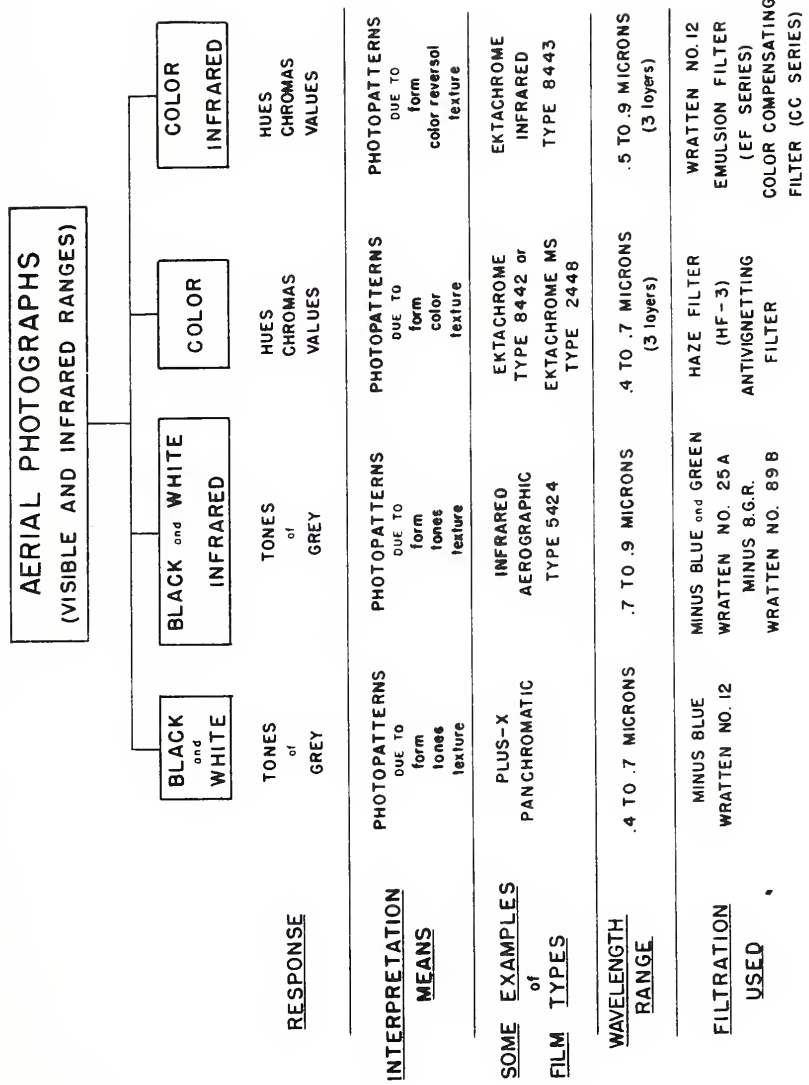 AERIAL PHOTOGRAPHS
(VISIBLE AND INFRARED RANGES)
BLACK
and
WHITE
BLACK and WHITE
INFRARED
COLOR
COLOR
INFRARED
RESPONSE
TONES
of
GREY
TONES
of
GREY
HUES
CHROMAS
VALUES
HUES
CHROMAS
VALUES
INTERPRETATION
MEANS
PHOTOPATTERNS
DUE TO
form
tones
texture
PHOTOPATTERNS
DUE TO
form
tones
texture
PHOTOPATTERNS
DUE TO
form
color
texture
PHOTOPATTERNS
DUE TO
form
color reversal
texture
SOME EXAMPLES
of
FILM TYPES
PLUS-X
PANCHROMATIC
INFRARED
AEROGRAPHIC
TYPE 5424
EKTACHROME
TYPE 8442 or
EKTACHROME MS
TYPE 2448
EKTACHROME
INFRARED
TYPE 8443
WAVELENGTH
RANGE
.4 TO .7 MICRONS
.7 TO .9 MICRONS
.4 TO .7 MICRONS
(3 layers)
.5 TO .9 MICRONS
(3 layers)
FILTRATION
USED
MINUS BLUE
WRATTEN NO. 12
MINUS BLUE and GREEN
WRATTEN NO. 25A
MINUS B.G.R.
WRATTEN NO. 89B
HAZE FILTER
(HF-3)
ANTIVIGNETTING
FILTER
WRATTEN NO. 12
EMULSION FILTER
(EF SERIES)
COLOR COMPENSATING
FILTER (CC SERIES)